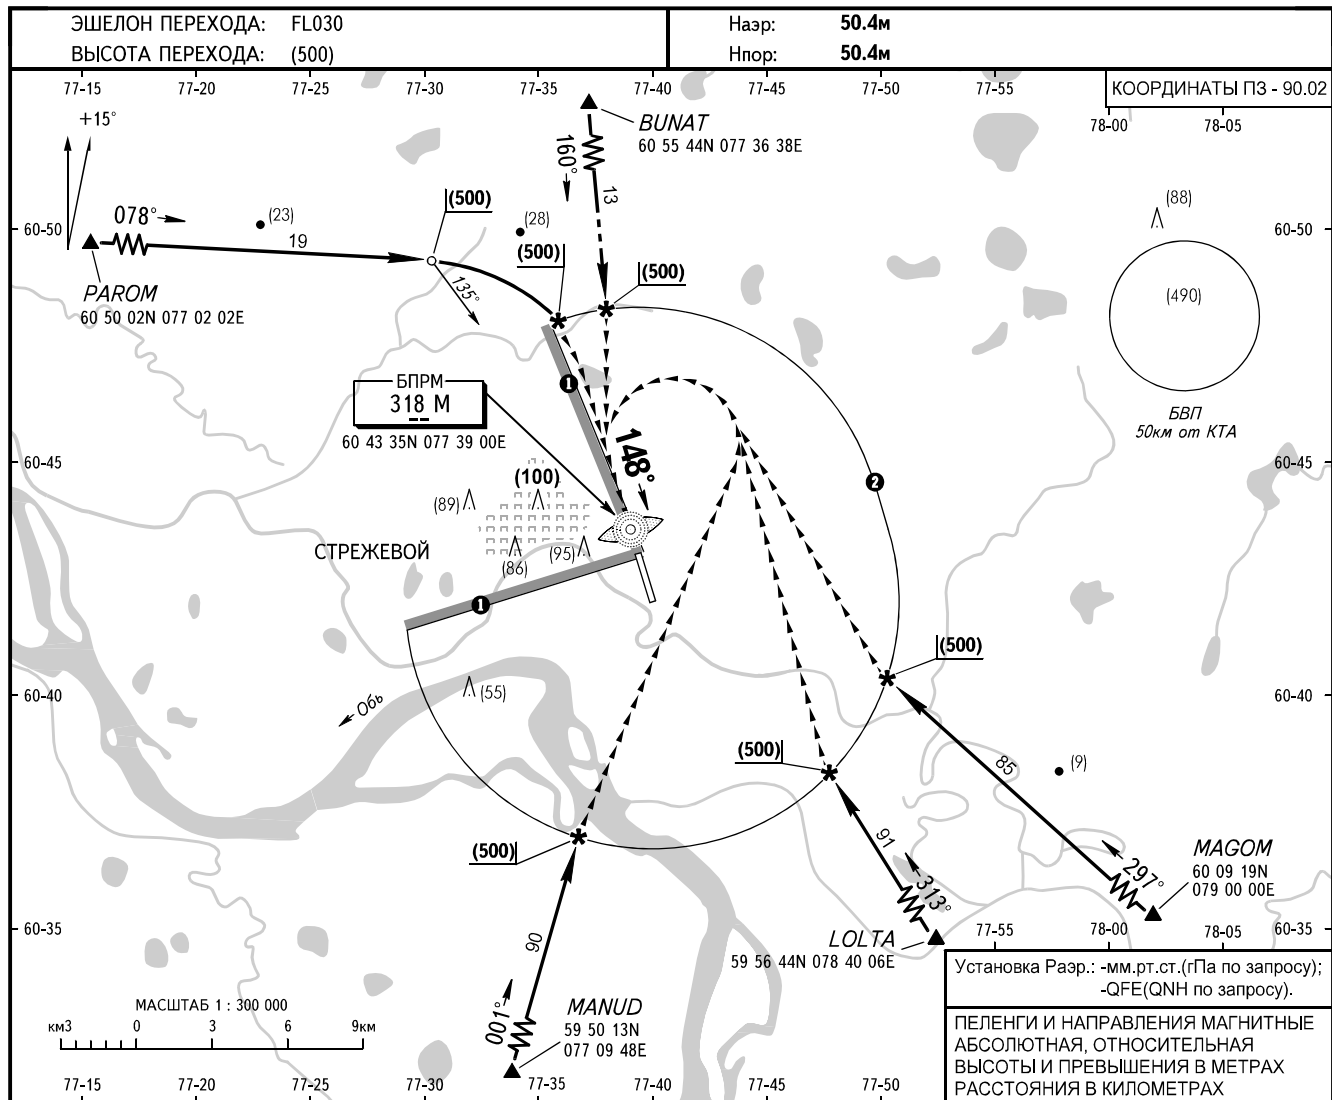 ЭШЕЛОН ПЕРЕХОДА: FL030
ВЫСОТА ПЕРЕХОДА: (500)
Наэр: 50.4м
Нпор: 50.4м
77-15 77-20 77-30 77-35 77-40 77-45 77-50 77-55
КООРДИНАТЫ ПЗ - 90.02
78-00 78-05
+15°
BUNAT
60 55 44N 077 36 38E
160°
13
(500)
(28)
(500)
(500)
078°
(23)
19
60-50
60-50
(88)
(490)
БВП
50км от КТА
PAROM
60 50 02N 077 02 02E
135°
1
БПРМ
318 М
60 43 35N 077 39 00E
148°
60-45
60-45
2
(100)
(89)
(86)
(95)
СТРЕЖЕВОЙ
1
(500)
60-40
60-40
(55)
Обь
(500)
(9)
85
(500)
91
MAGOM
60 09 19N
079 00 00E
297°
313°
60-35
77-55 78-00 78-05 60-35
90
LOLTA
59 56 44N 078 40 06E
001°
MANUD
59 50 13N
077 09 48E
МАСШТАБ 1 : 300 000
км3 0 3 6 9км
77-15 77-20 77-30 77-35 77-40 77-45 77-50
Установка Раэр.: -мм.рт.ст.(гПа по запросу);
-QFE(QNH по запросу).
ПЕЛЕНГИ И НАПРАВЛЕНИЯ МАГНИТНЫЕ
АБСОЛЮТНАЯ, ОТНОСИТЕЛЬНАЯ
ВЫСОТЫ И ПРЕВЫШЕНИЯ В МЕТРАХ
РАССТОЯНИЯ В КИЛОМЕТРАХ